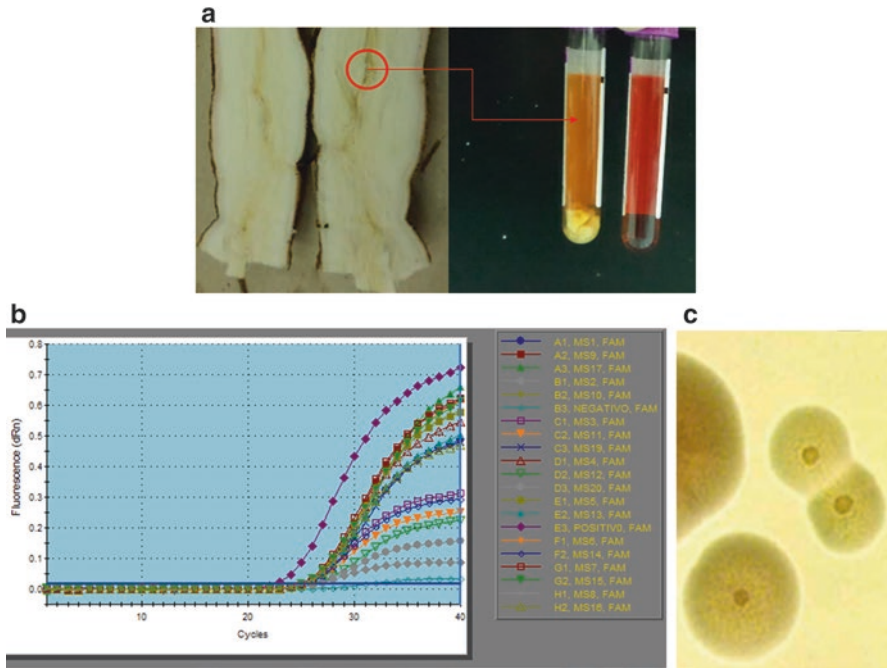 a
b
0.8
0.7
0.6
0.5
0.4
0.3
0.2
0.1
0.0
Fluorescence (dRn)
10
20
30
40
Cycles
A1, MS1, FAM
A2, MS9, FAM
A3, MS17, FAM
B1, MS2, FAM
B2, MS10, FAM
B3, NEGATIVO, FAM
C1, MS3, FAM
C2, MS11, FAM
C3, MS19, FAM
D1, MS4, FAM
D2, MS12, FAM
D3, MS20, FAM
E1, MS5, FAM
E2, MS13, FAM
E3, POSITIVO, FAM
F1, MS6, FAM
F2, MS14, FAM
G1, MS7, FAM
G2, MS15, FAM
H1, MS8, FAM
H2, MS16, FAM
c